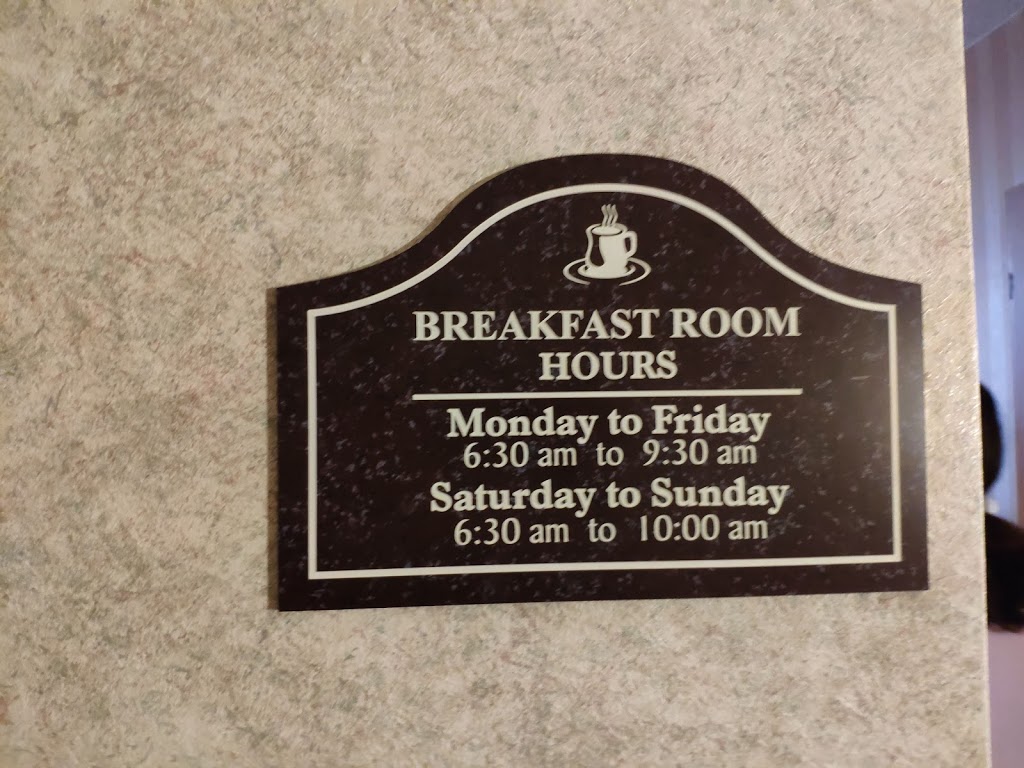 BREAKFAST ROOM
HOURS
Monday to Friday
6:30 am to 9:30 am
Saturday to Sunday
6:30 am to 10:00 am